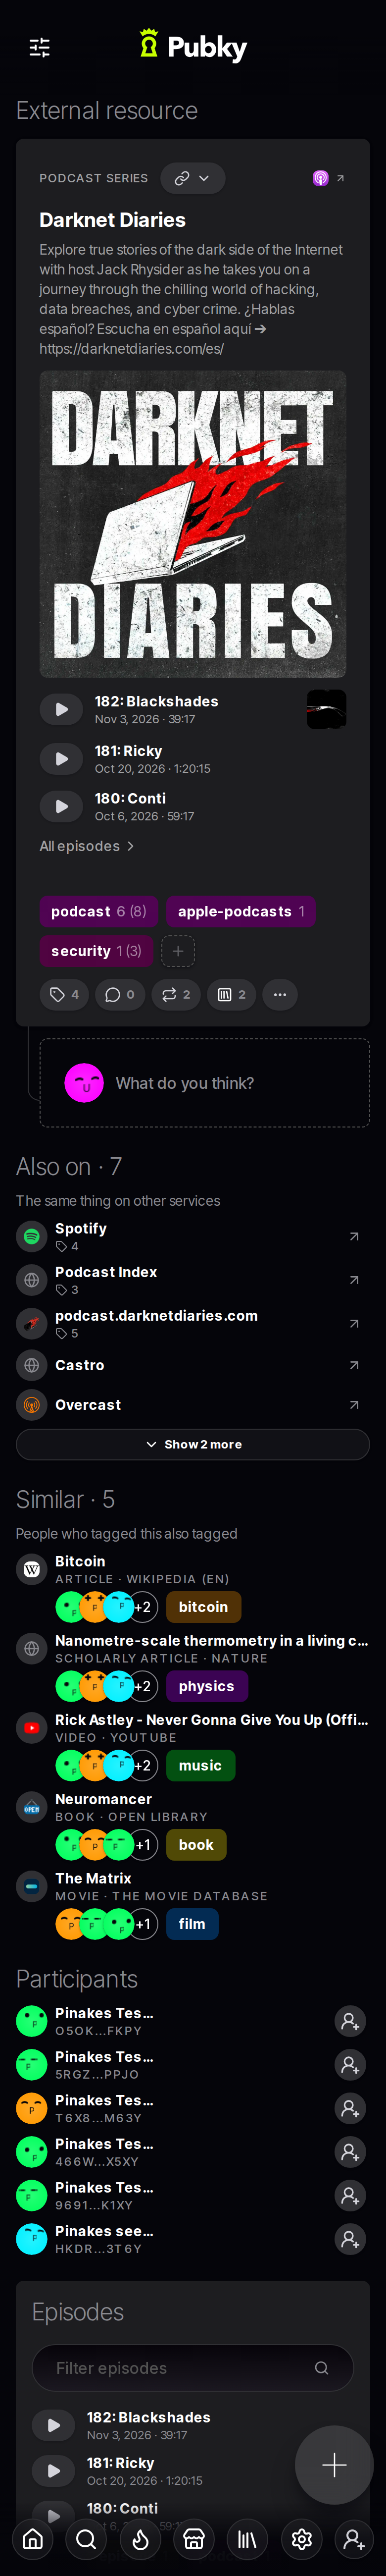 Pubky
External resource
PODCAST SERIES
Darknet Diaries
Explore true stories of the dark side of the Internet
with host Jack Rhysider as he takes you on a
journey through the chilling world of hacking,
data breaches, and cyber crime. ¿Hablas
español? Escucha en español aquí ➔
https://darknetdiaries.com/es/
DARKNET
DIARIES
182: Blackshades
Nov 3, 2026 · 39:17
181: Ricky
Oct 20, 2026 · 1:20:15
180: Conti
Oct 6, 2026 · 59:17
All episodes
podcast 6 (8)
apple-podcasts 1
security 1 (3)
4
0
2
2
What do you think?
Also on · 7
The same thing on other services
Spotify
4
Podcast Index
3
podcast.darknetdiaries.com
5
Castro
Overcast
Show 2 more
Similar · 5
People who tagged this also tagged
Bitcoin
ARTICLE · WIKIPEDIA (EN)
+2
bitcoin
Nanometre-scale thermometry in a living c...
SCHOLARLY ARTICLE · NATURE
+2
physics
Rick Astley - Never Gonna Give You Up (Offi...
VIDEO · YOUTUBE
+2
music
Neuromancer
BOOK · OPEN LIBRARY
+1
book
The Matrix
MOVIE · THE MOVIE DATABASE
+1
film
Participants
Pinakes Tes...
O5OK...FKPY
Pinakes Tes...
5RGZ...PPJO
Pinakes Tes...
T6X8...M63Y
Pinakes Tes...
466W...X5XY
Pinakes Tes...
9691...K1XY
Pinakes see...
HKDR...3T6Y
Episodes
Filter episodes
182: Blackshades
Nov 3, 2026 · 39:17
181: Ricky
Oct 20, 2026 · 1:20:15
180: Conti